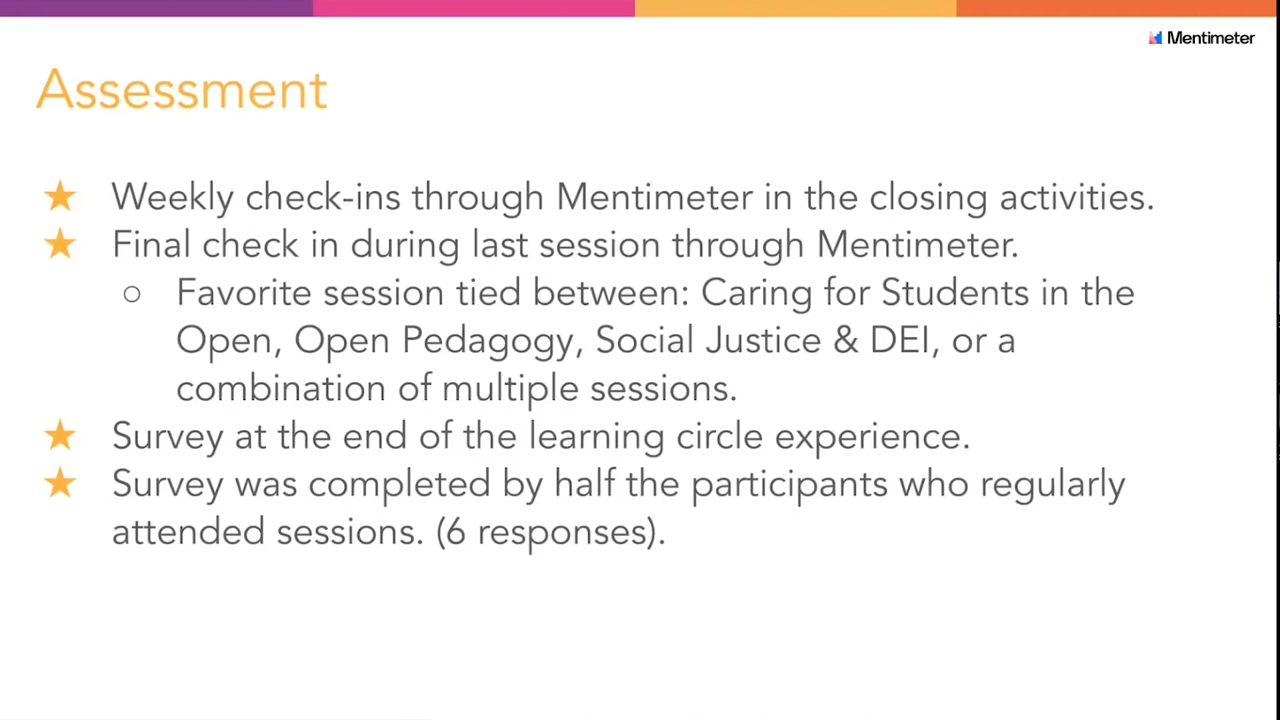 Mentimeter
Assessment
★ Weekly check-ins through Mentimeter in the closing activities.
★ Final check in during last session through Mentimeter.
○ Favorite session tied between: Caring for Students in the
Open, Open Pedagogy, Social Justice & DEI, or a
combination of multiple sessions.
★ Survey at the end of the learning circle experience.
★ Survey was completed by half the participants who regularly
attended sessions. (6 responses).